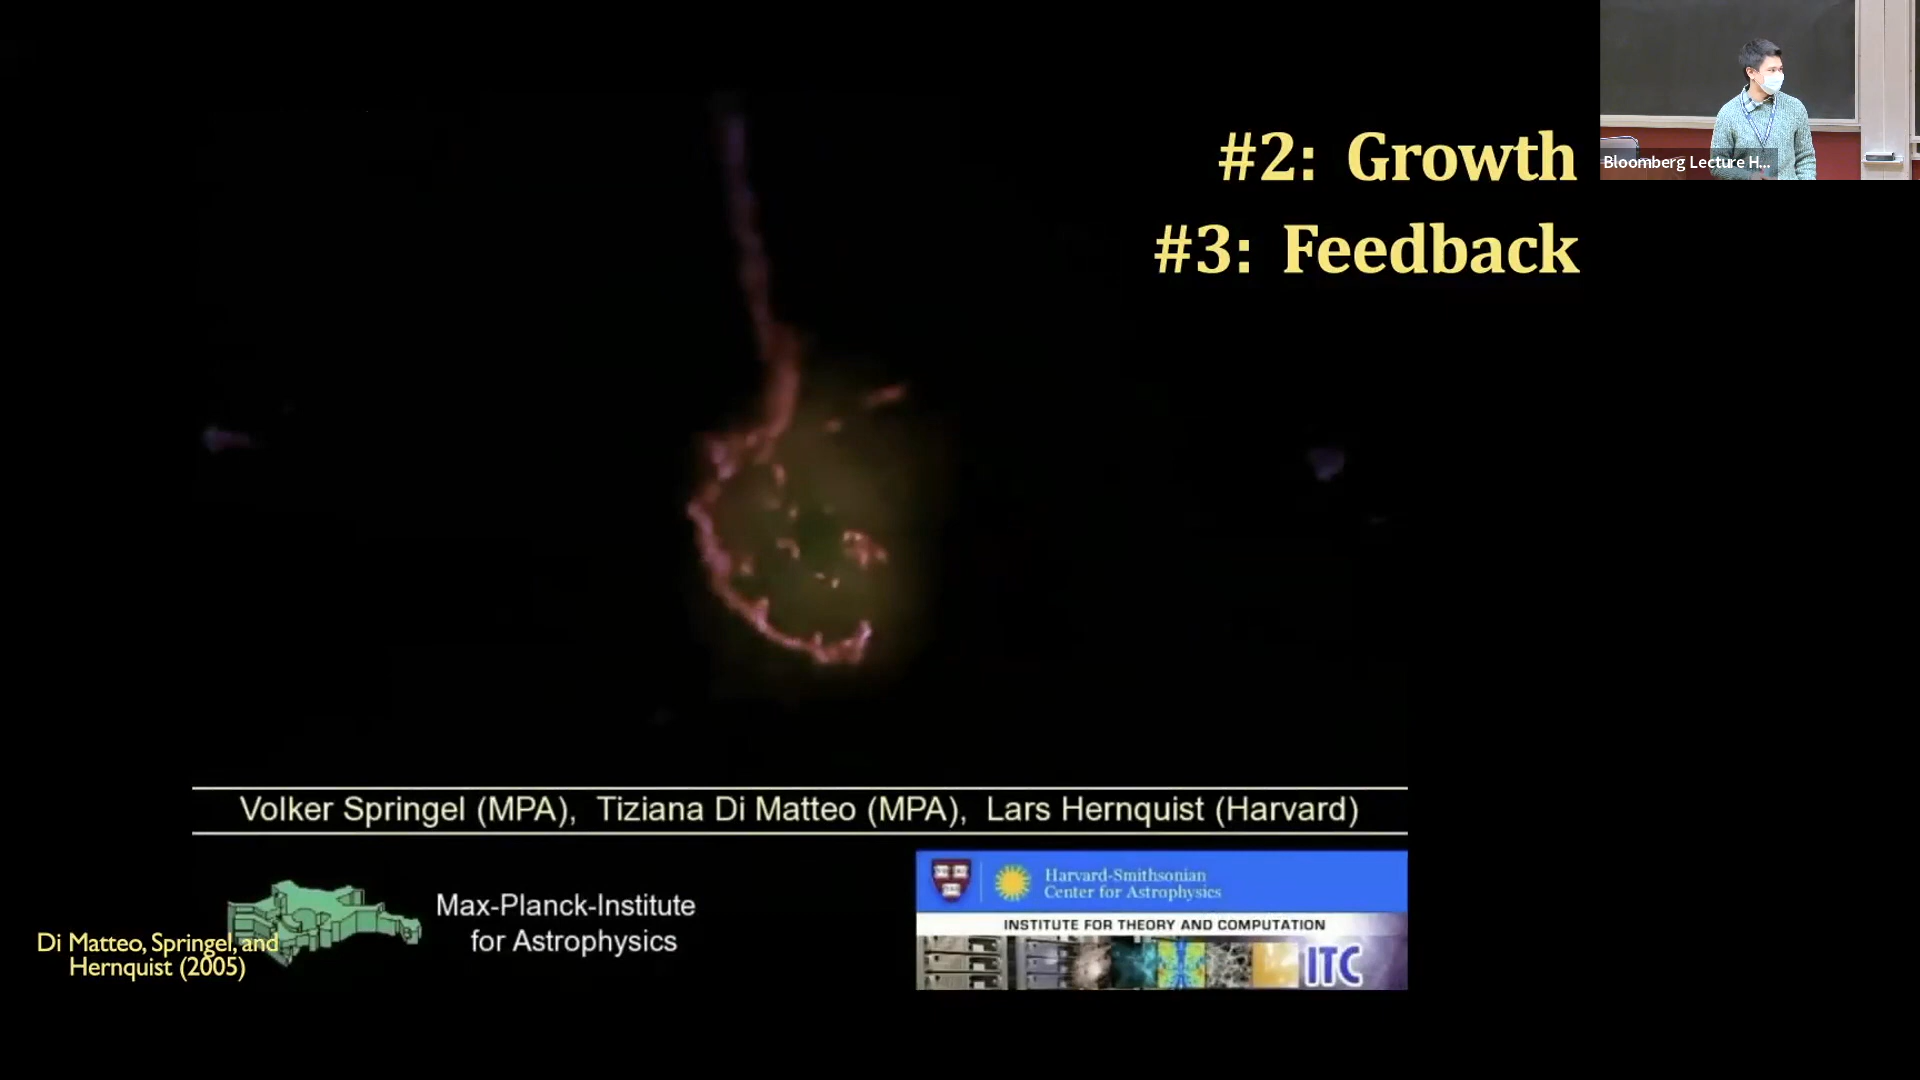 #2: Growth
#3: Feedback
Bloomberg Lecture H...
Volker Springel (MPA), Tiziana Di Matteo (MPA), Lars Hernquist (Harvard)
Max-Planck-Institute
for Astrophysics
Harvard-Smithsonian
Center for Astrophysics
INSTITUTE FOR THEORY AND COMPUTATION
ITC
Di Matteo, Springel, and
Hernquist (2005)